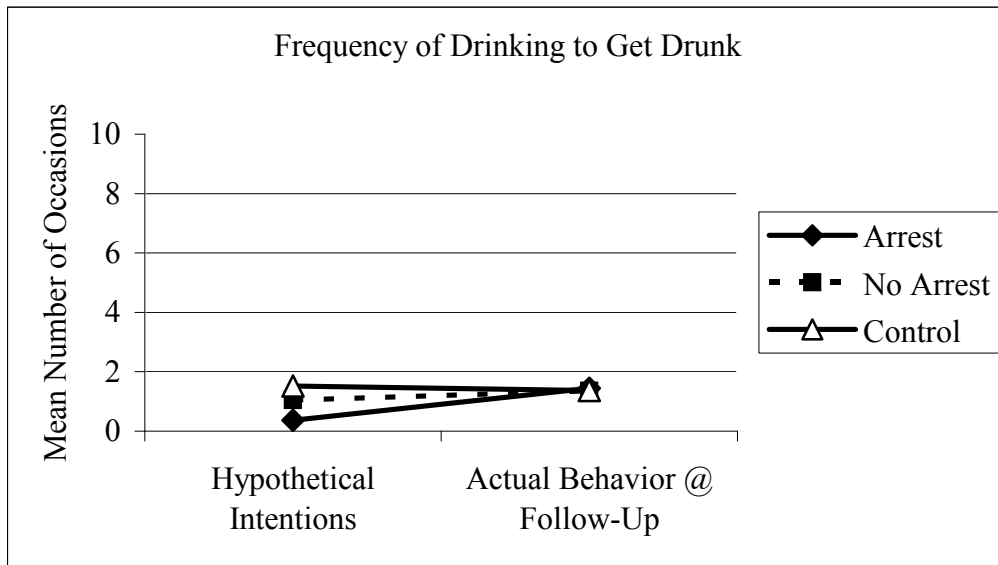 Frequency of Drinking to Get Drunk
Mean Number of Occasions
10
8
6
4
2
0
Hypothetical
Intentions
Actual Behavior @
Follow-Up
Arrest
No Arrest
Control